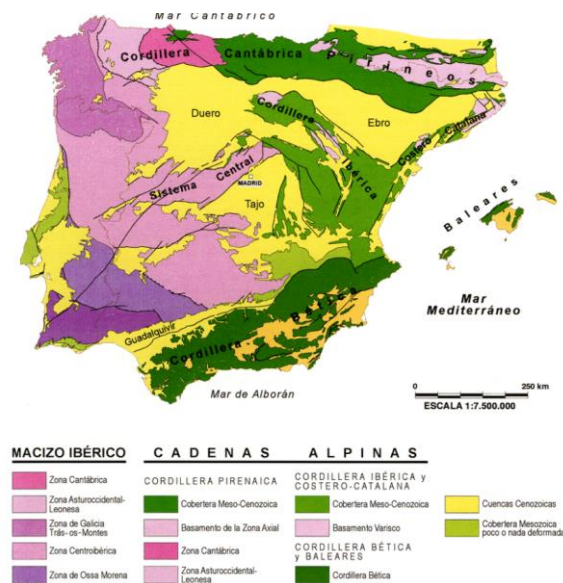 Mar Cantábrico
Cordillera Cantábrica
Pirineos
Duero
Cordillera
Ibérica
Ebro
Costero Catalana
Sistema Central
MADRID
Tajo
Baleares
Mar
Mediterráneo
Guadalquivir
Cordillera Bética
Mar de Alborán
0 250 km
ESCALA 1:7.500.000
MACIZO IBÉRICO
Zona Cantábrica
Zona Asturoccidental-
Leonesa
Zona de Galicia
Trás-os-Montes
Zona Centroibérica
Zona de Ossa Morena
CADENAS ALPINAS
CORDILLERA PIRENAICA
Cobertera Meso-Cenozoica
Basamento de la Zona Axial
Zona Cantábrica
Zona Asturoccidental-
Leonesa
CORDILLERA IBÉRICA y
COSTERO-CATALANA
Cobertera Meso-Cenozoica
Basamento Varisco
CORDILLERA BÉTICA
y BALEARES
Cordillera Bética
Cuencas Cenozoicas
Cobertera Mesozoica
poco o nada deformada